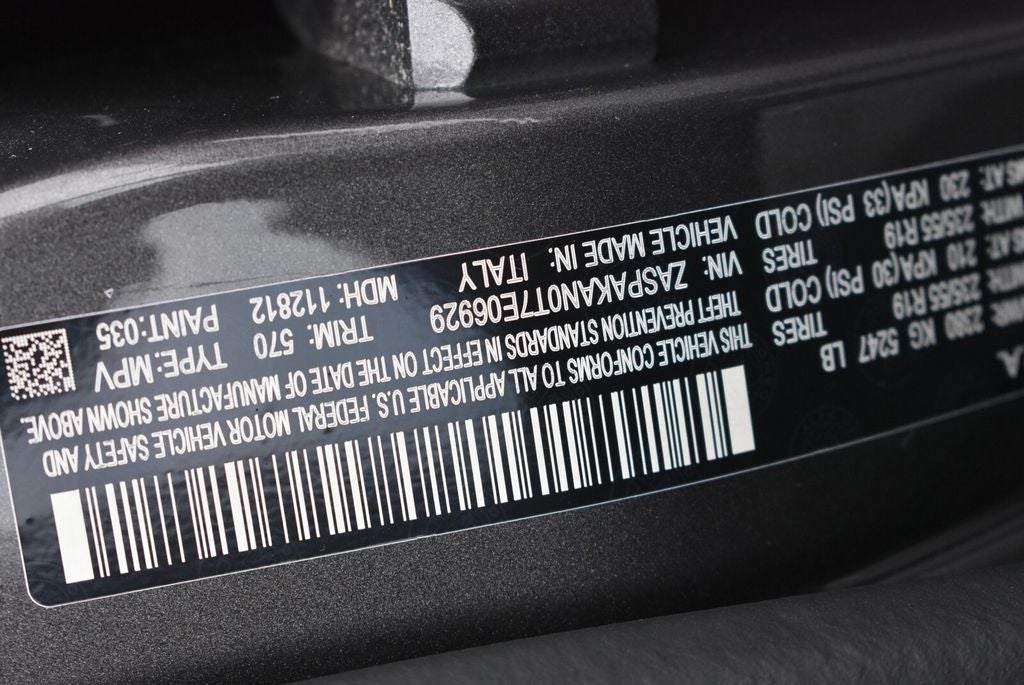 2380 KG 5247 LB
235/55 R19 TIRES
AT: 210 KPA(30 PSI) COLD
WITH: 235/55 R19 TIRES
AT: 230 KPA(33 PSI) COLD
THIS VEHICLE CONFORMS TO ALL APPLICABLE U.S. FEDERAL MOTOR VEHICLE SAFETY AND
THEFT PREVENTION STANDARDS IN EFFECT ON THE DATE OF MANUFACTURE SHOWN ABOVE.
VIN: ZASPAKAN0T7E06929 TRIM: 570 TYPE: MPV
VEHICLE MADE IN: ITALY MDH: 112812 PAINT:035